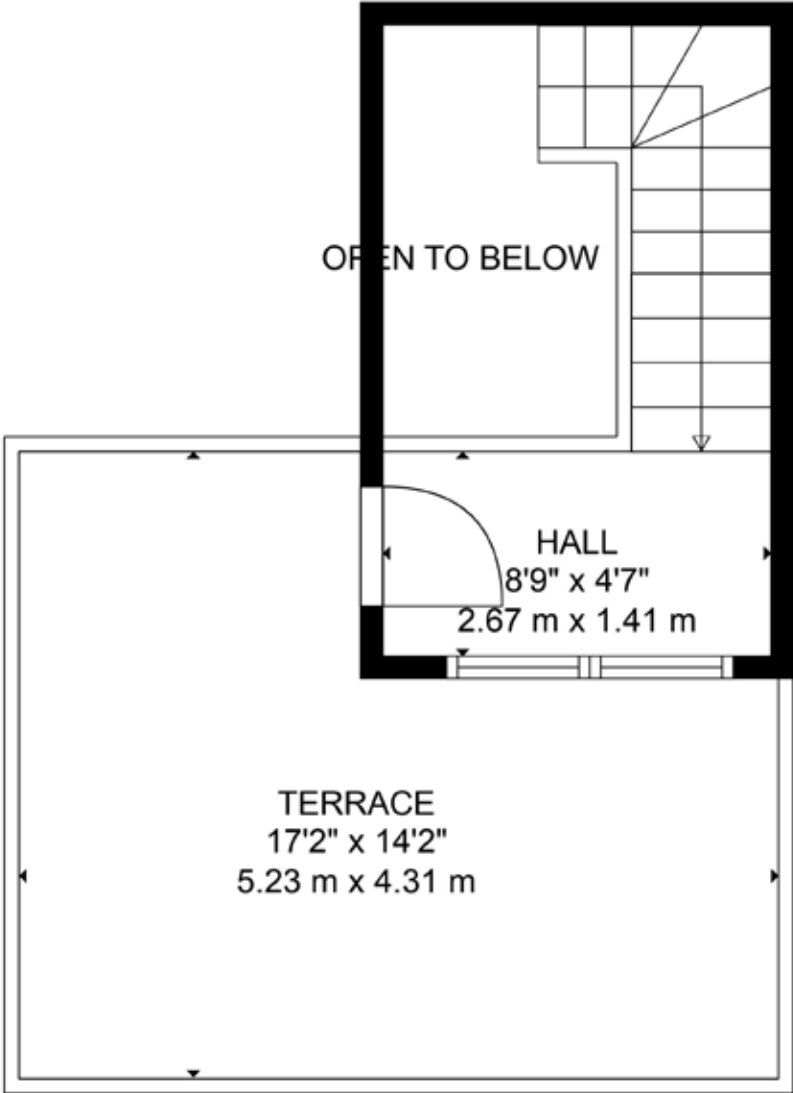 OPEN TO BELOW
HALL
8'9" x 4'7"
2.67 m x 1.41 m
TERRACE
17'2" x 14'2"
5.23 m x 4.31 m